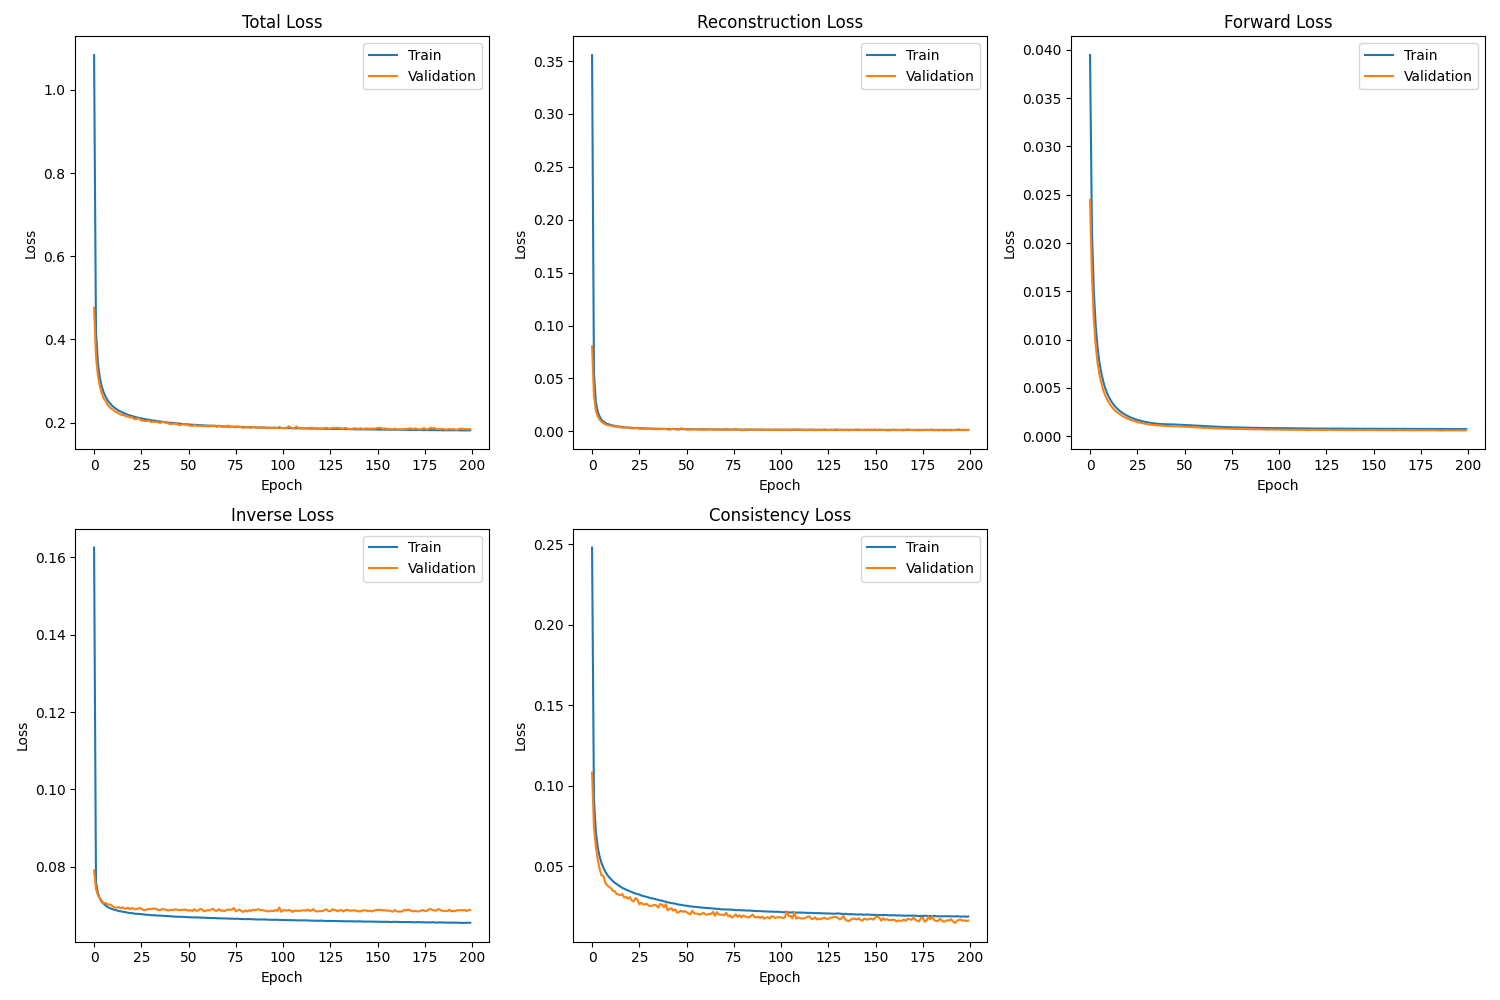 Total Loss
Loss
1.0
0.8
0.6
0.4
0.2
0 25 50 75 100 125 150 175 200
Epoch
Train
Validation
Reconstruction Loss
Loss
0.35
0.30
0.25
0.20
0.15
0.10
0.05
0.00
0 25 50 75 100 125 150 175 200
Epoch
Train
Validation
Forward Loss
Loss
0.040
0.035
0.030
0.025
0.020
0.015
0.010
0.005
0.000
0 25 50 75 100 125 150 175 200
Epoch
Train
Validation
Inverse Loss
Loss
0.16
0.14
0.12
0.10
0.08
0 25 50 75 100 125 150 175 200
Epoch
Train
Validation
Consistency Loss
Loss
0.25
0.20
0.15
0.10
0.05
0 25 50 75 100 125 150 175 200
Epoch
Train
Validation